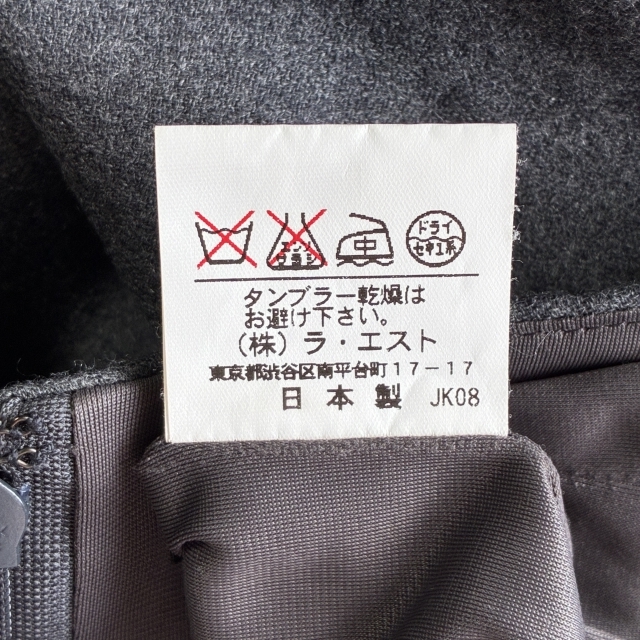 エンソ
サラシ
中
ドライ
セキユ系
タンブラー乾燥は
お避け下さい。
（株）ラ・エスト
東京都渋谷区南平台町17－17
日本製 JK08